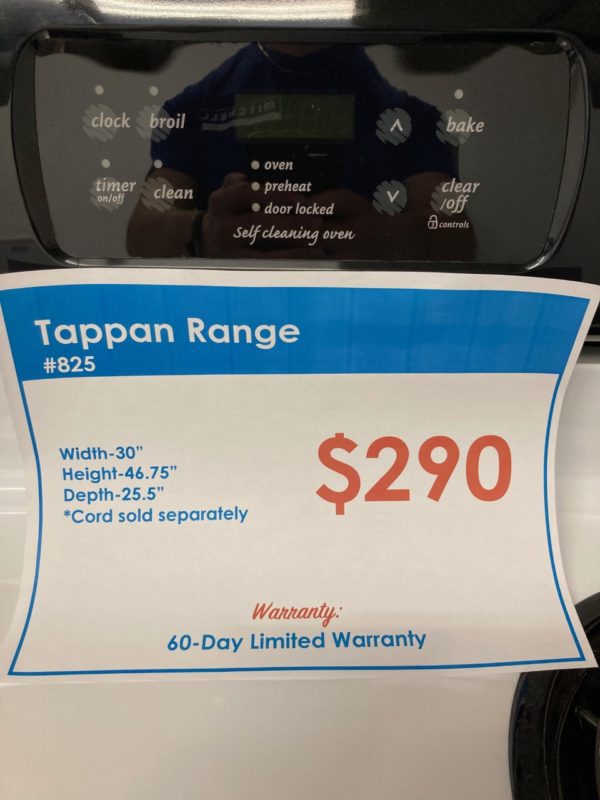 clock broil
∧ bake
timer on/off clean
oven
preheat
door locked
∨ clear /off
controls
Self cleaning oven
Tappan Range
#825
Width-30”
Height-46.75”
Depth-25.5”
*Cord sold separately
$290
Warranty:
60-Day Limited Warranty